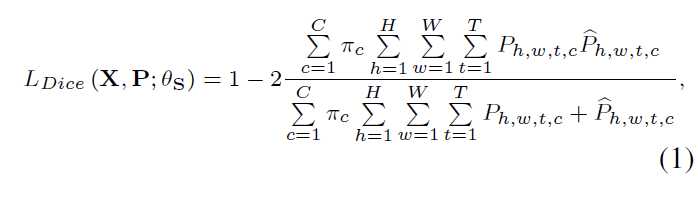 L_{Dice} (\mathbf{X}, \mathbf{P}; \theta_{\mathbf{S}}) = 1 - 2 \frac{\sum_{c=1}^{C} \pi_c \sum_{h=1}^{H} \sum_{w=1}^{W} \sum_{t=1}^{T} P_{h,w,t,c} \widehat{P}_{h,w,t,c}}{\sum_{c=1}^{C} \pi_c \sum_{h=1}^{H} \sum_{w=1}^{W} \sum_{t=1}^{T} P_{h,w,t,c} + \widehat{P}_{h,w,t,c}},
(1)